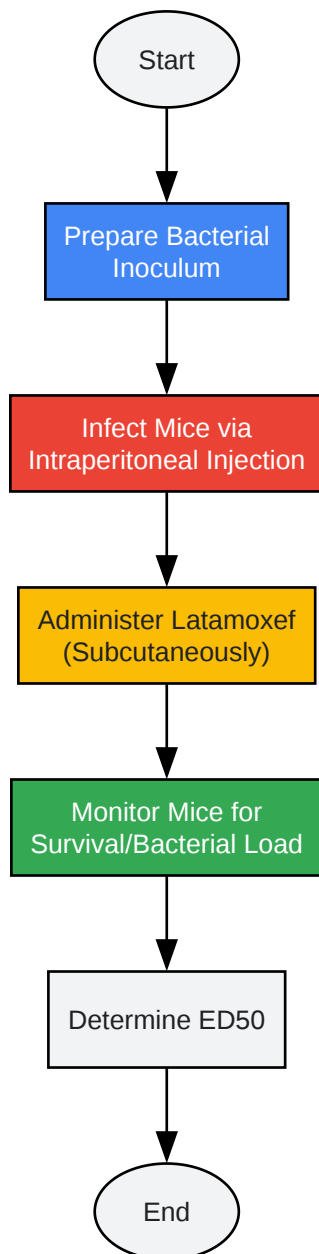 Start
Prepare Bacterial
Inoculum
Infect Mice via
Intraperitoneal Injection
Administer Latamoxef
(Subcutaneously)
Monitor Mice for
Survival/Bacterial Load
Determine ED50
End